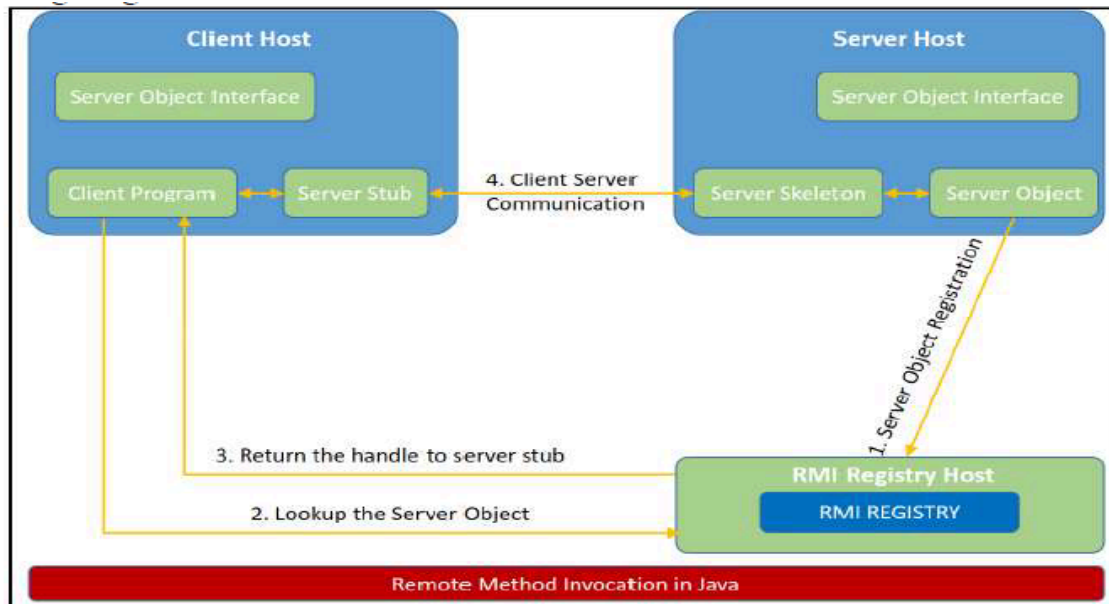 Client Host
Server Object Interface
Client Program
Server Stub
4. Client Server
Communication
Server Host
Server Object Interface
Server Skeleton
Server Object
1. Server Object Registration
3. Return the handle to server stub
2. Lookup the Server Object
RMI Registry Host
RMI REGISTRY
Remote Method Invocation in Java